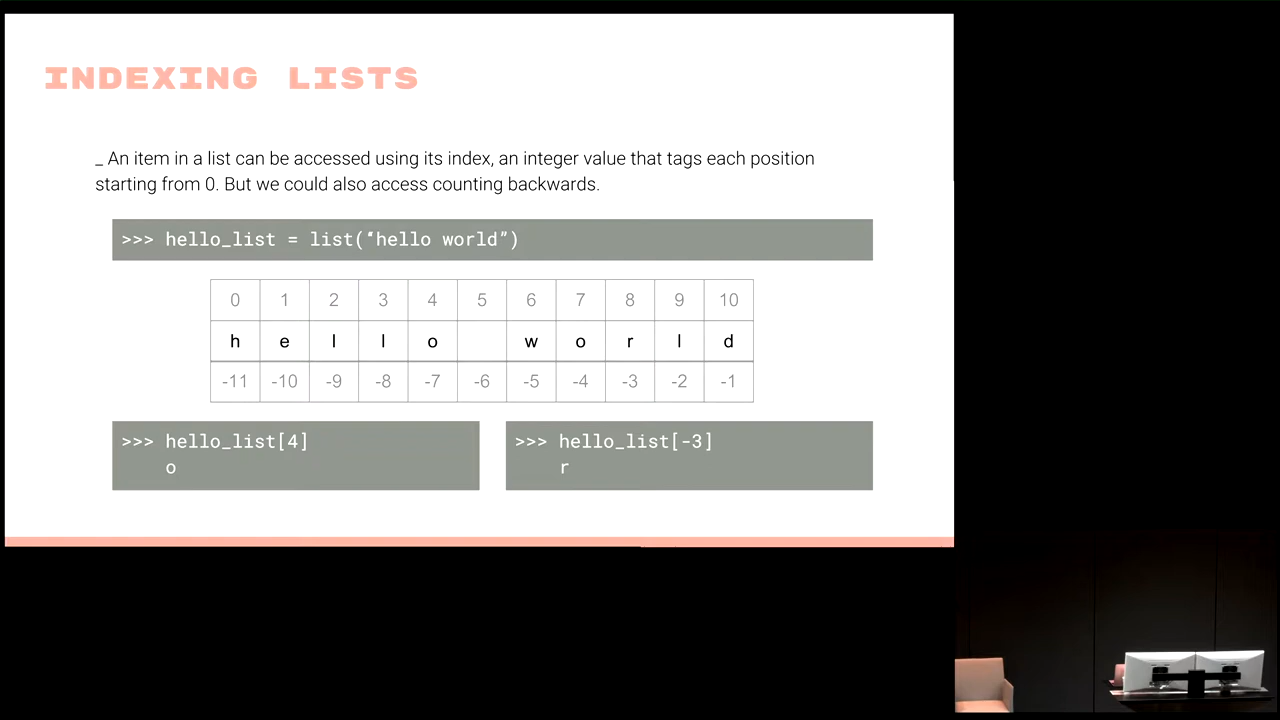 INDEXING LISTS
_ An item in a list can be accessed using its index, an integer value that tags each position
starting from 0. But we could also access counting backwards.
>>> hello_list = list(“hello world”)
0 1 2 3 4 5 6 7 8 9 10
h e l l o w o r l d
-11 -10 -9 -8 -7 -6 -5 -4 -3 -2 -1
>>> hello_list[4]
o
>>> hello_list[-3]
r